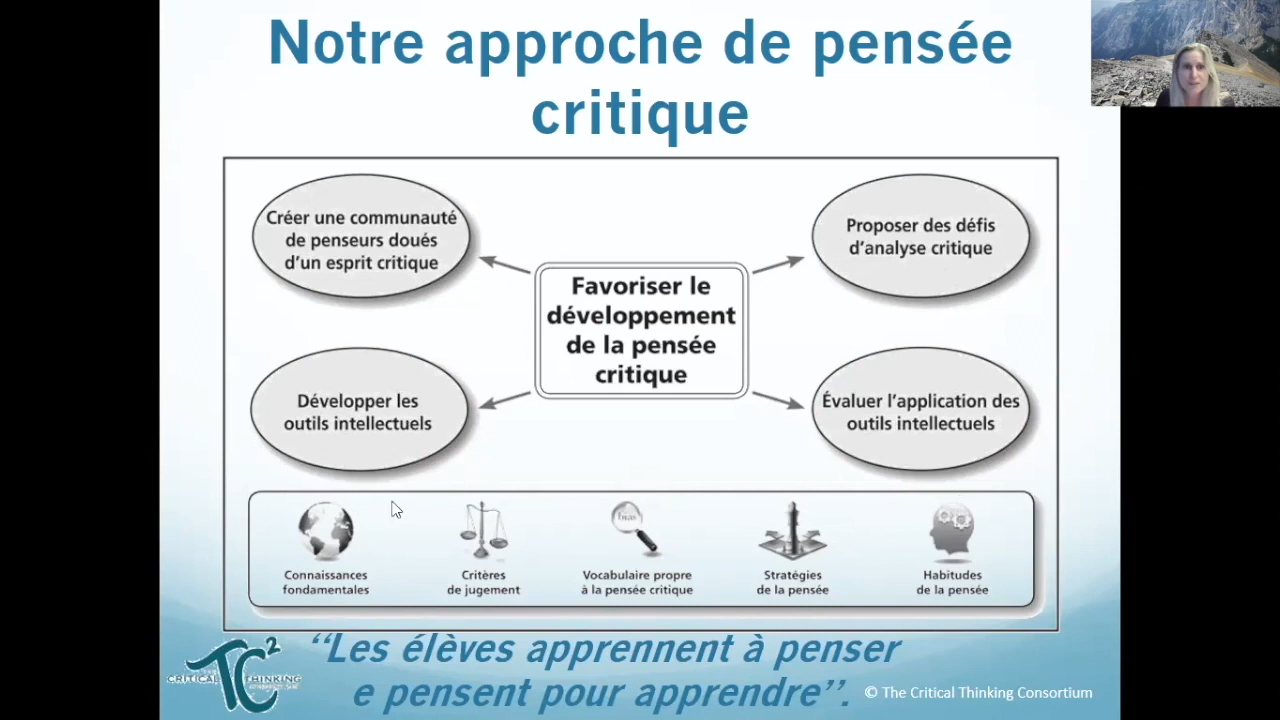 Notre approche de pensée
critique
Créer une communauté
de penseurs doués
d'un esprit critique
Proposer des défis
d'analyse critique
Favoriser le
développement
de la pensée
critique
Développer les
outils intellectuels
Évaluer l'application des
outils intellectuels
bias
Connaissances
fondamentales
Critères
de jugement
Vocabulaire propre
à la pensée critique
Stratégies
de la pensée
Habitudes
de la pensée
“Les élèves apprennent à penser
e pensent pour apprendre”.
TC2
CRITICAL THINKING
© The Critical Thinking Consortium